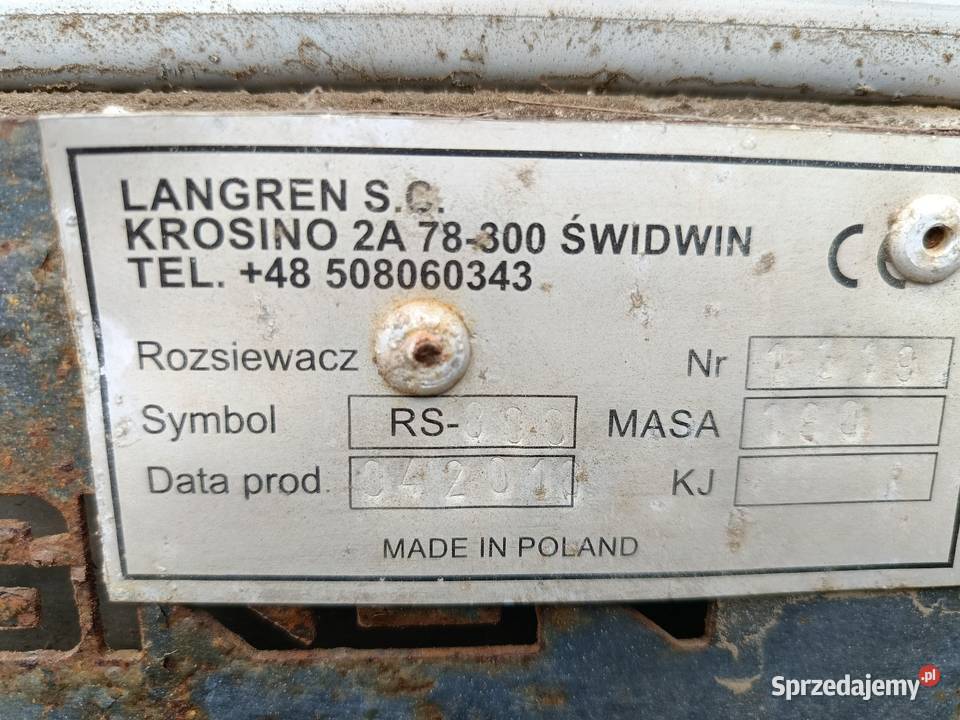 LANGREN S.C.
KROSINO 2A 78-300 ŚWIDWIN
TEL. +48 508060343
CE
Rozsiewacz
Nr
Symbol RS-
MASA
Data prod.
KJ
MADE IN POLAND
Sprzedajemy.pl